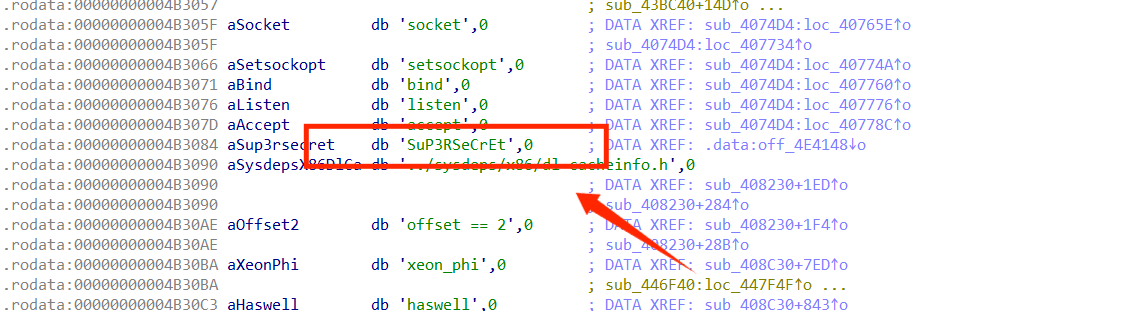 .rodata:00000000004B3057 ; sub_43BC40+14D↑o ...
.rodata:00000000004B305F aSocket db 'socket',0 ; DATA XREF: sub_4074D4:loc_40765E↑o
.rodata:00000000004B305F ; sub_4074D4:loc_407734↑o
.rodata:00000000004B3066 aSetsockopt db 'setsockopt',0 ; DATA XREF: sub_4074D4:loc_40774A↑o
.rodata:00000000004B3071 aBind db 'bind',0 ; DATA XREF: sub_4074D4:loc_407760↑o
.rodata:00000000004B3076 aListen db 'listen',0 ; DATA XREF: sub_4074D4:loc_407776↑o
.rodata:00000000004B307D aAccept db 'accept',0 ; DATA XREF: sub_4074D4:loc_40778C↑o
.rodata:00000000004B3084 aSup3rsecret db 'SuP3RSeCrEt',0 ; DATA XREF: .data:off_4E4148↓o
.rodata:00000000004B3090 aSysdepsX86DlCa db '../sysdeps/x86/dl-cacheinfo.h',0
.rodata:00000000004B3090 ; DATA XREF: sub_408230+1ED↑o
.rodata:00000000004B3090 ; sub_408230+284↑o
.rodata:00000000004B30AE aOffset2 db 'offset == 2',0 ; DATA XREF: sub_408230+1F4↑o
.rodata:00000000004B30AE ; sub_408230+28B↑o
.rodata:00000000004B30BA aXeonPhi db 'xeon_phi',0 ; DATA XREF: sub_408C30+7ED↑o
.rodata:00000000004B30BA ; sub_446F40:loc_447F4F↑o ...
.rodata:00000000004B30C3 aHaswell db 'haswell',0 ; DATA XREF: sub_408C30+843↑o